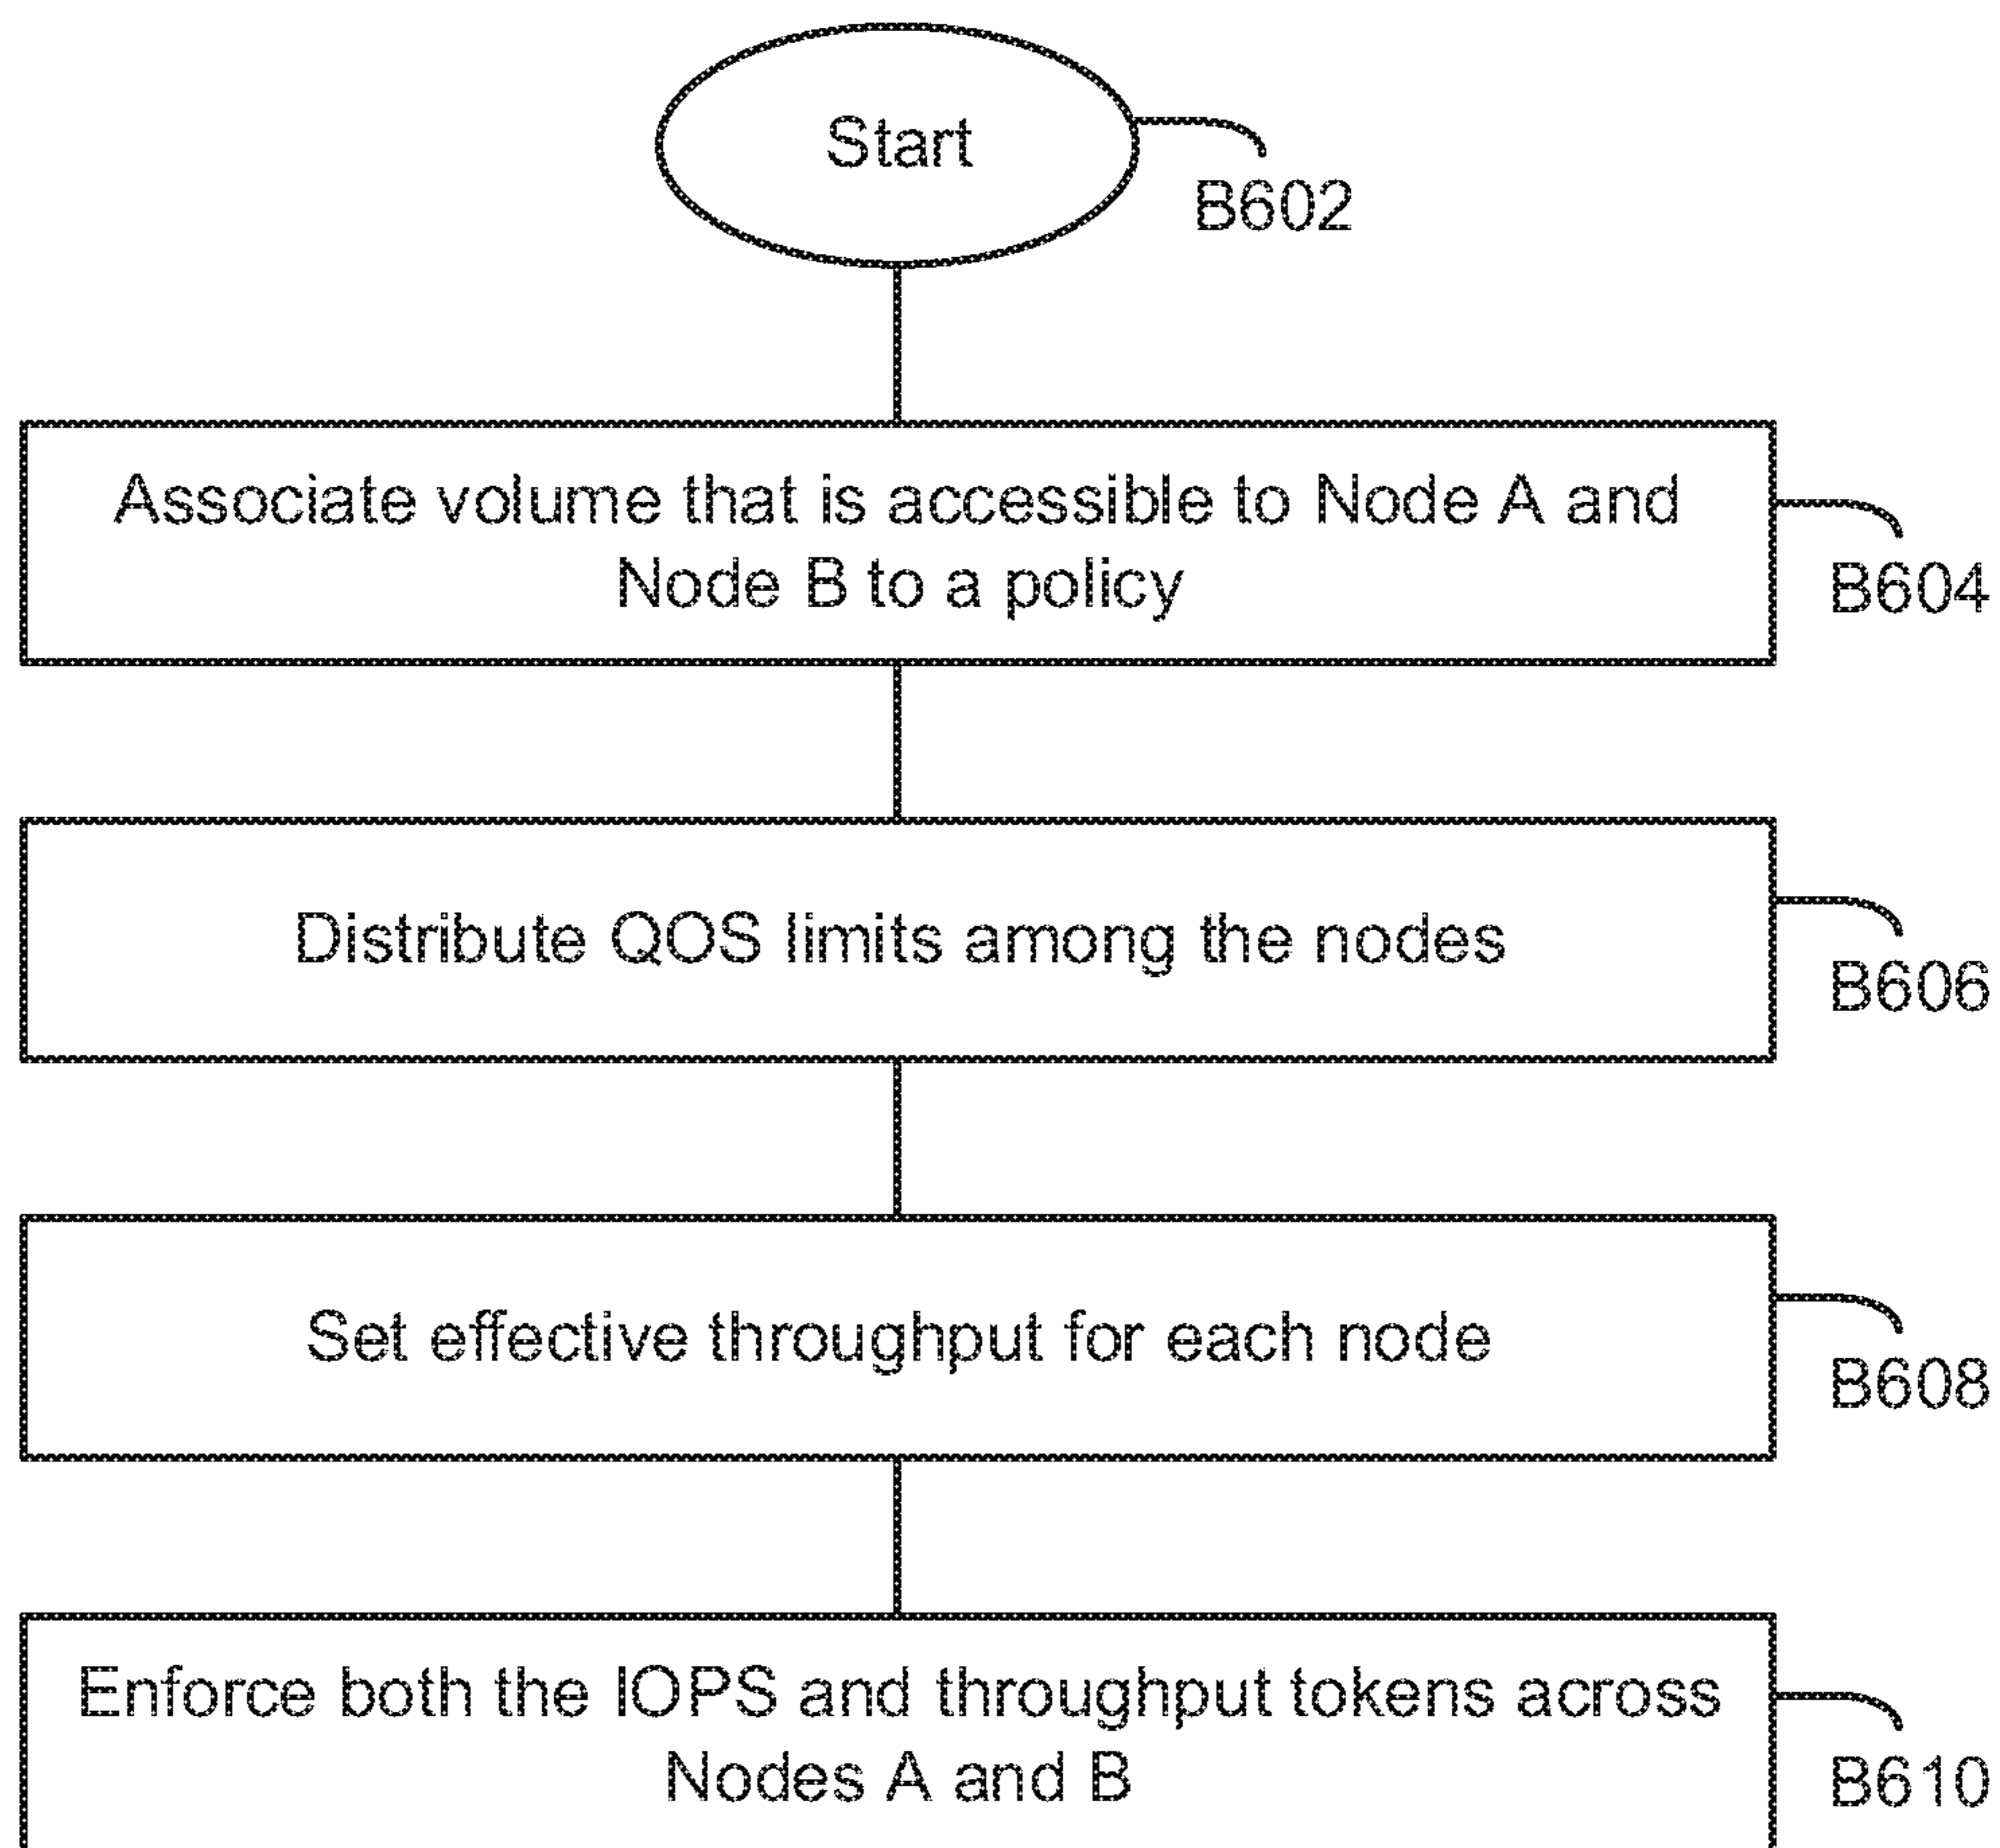 Start
B602
Associate volume that is accessible to Node A and
Node B to a policy
B604
Distribute QOS limits among the nodes
B606
Set effective throughput for each node
B608
Enforce both the IOPS and throughput tokens across
Nodes A and B
B610